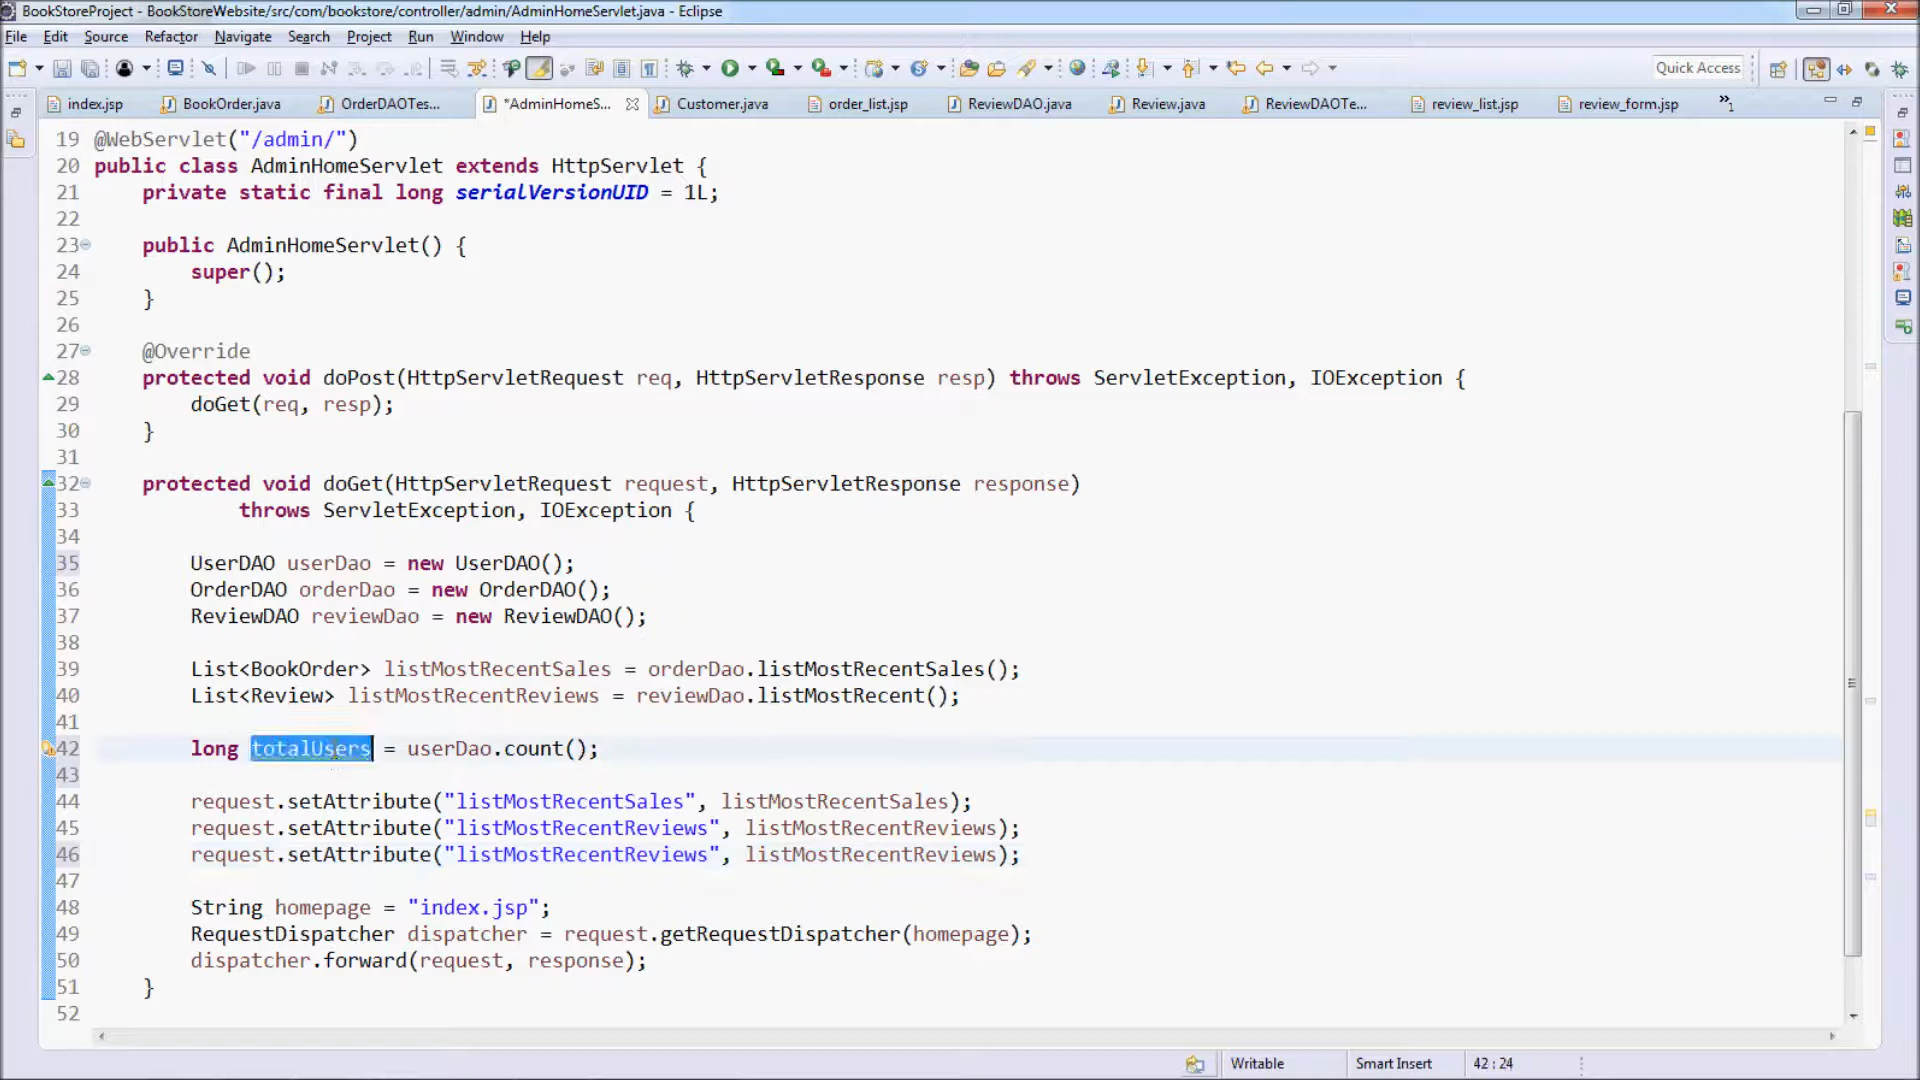 BookStoreProject - BookStoreWebsite/src/com/bookstore/controller/admin/AdminHomeServlet.java - Eclipse
File Edit Source Refactor Navigate Search Project Run Window Help
Quick Access
index.jsp BookOrder.java OrderDAOTes... *AdminHomeS... Customer.java order_list.jsp ReviewDAO.java Review.java ReviewDAOTe... review_list.jsp review_form.jsp »1
19 @WebServlet("/admin/")
20 public class AdminHomeServlet extends HttpServlet {
21 private static final long serialVersionUID = 1L;
22
23 public AdminHomeServlet() {
24 super();
25 }
26
27 @Override
28 protected void doPost(HttpServletRequest req, HttpServletResponse resp) throws ServletException, IOException {
29 doGet(req, resp);
30 }
31
32 protected void doGet(HttpServletRequest request, HttpServletResponse response)
33 throws ServletException, IOException {
34
35 UserDAO userDao = new UserDAO();
36 OrderDAO orderDao = new OrderDAO();
37 ReviewDAO reviewDao = new ReviewDAO();
38
39 List<BookOrder> listMostRecentSales = orderDao.listMostRecentSales();
40 List<Review> listMostRecentReviews = reviewDao.listMostRecent();
41
42 long totalUsers = userDao.count();
43
44 request.setAttribute("listMostRecentSales", listMostRecentSales);
45 request.setAttribute("listMostRecentReviews", listMostRecentReviews);
46 request.setAttribute("listMostRecentReviews", listMostRecentReviews);
47
48 String homepage = "index.jsp";
49 RequestDispatcher dispatcher = request.getRequestDispatcher(homepage);
50 dispatcher.forward(request, response);
51 }
52
Writable Smart Insert 42 : 24